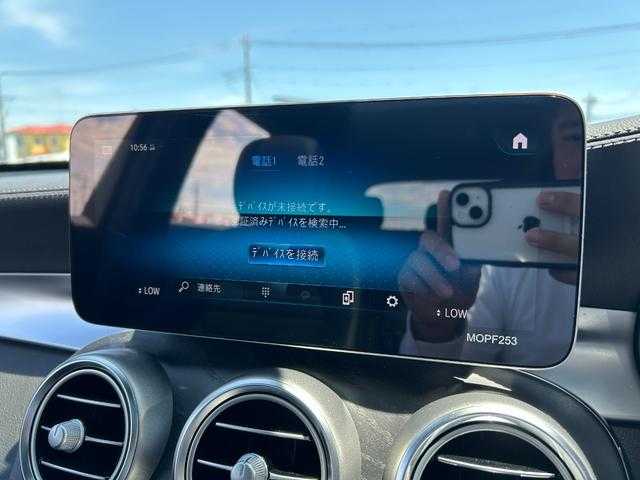 10:56
電話1 電話2
デバイスが未接続です。
証済みデバイスを検索中...
デバイスを接続
LOW 連絡先 LOW
MOPF253